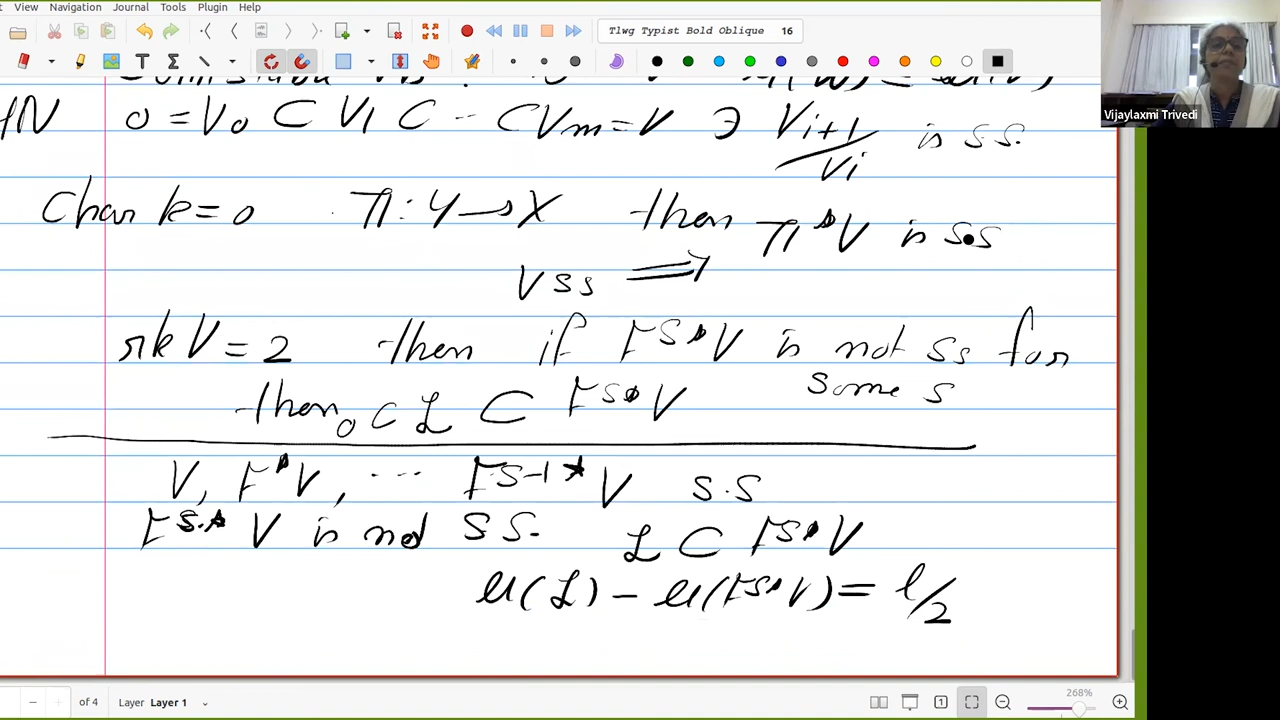 View Navigation Journal Tools Plugin Help
Tlwg Typist Bold Oblique 16
Vijaylaxmi Trivedi
HN 0 = V₀ ⊂ V₁ ⊂ -- ⊂ Vm = V ∋ Vi+1/Vi is s.s.
Char k = 0 π: Y → X then π*V is s.s
V ss ⟹
rk V = 2 then if F^{s*}V is not ss for some s
then 0 ⊂ ℒ ⊂ F^{s*}V
V, F*V, ... F^{s-1*}V s.s
F^{s*}V is not s.s. ℒ ⊂ F^{s*}V
μ(ℒ) - μ(F^{s*}V) = l/2
of 4 Layer Layer 1 268%